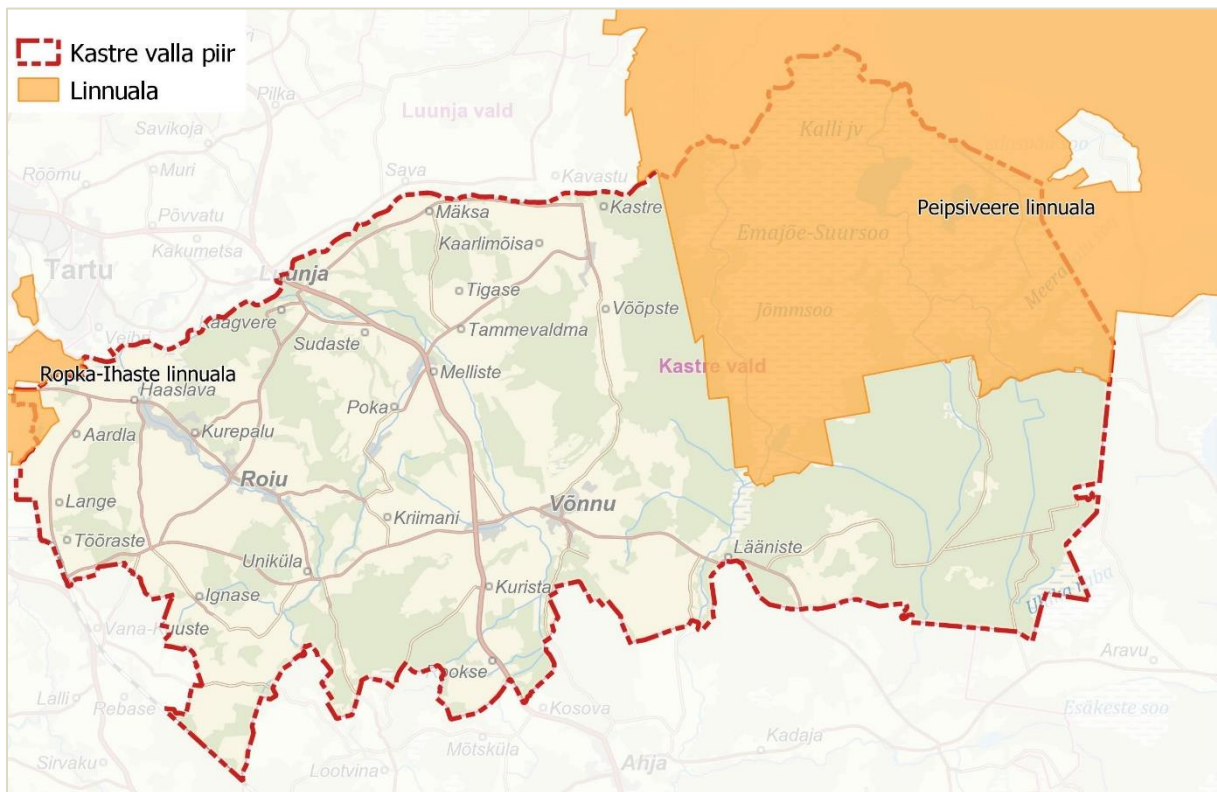 Kastre valla piir
Linnuala
Pilka
Luunja vald
Savikoja
Kalli jv
Rõõmu
Muri
Sava
Kavastu
Põvvatu
Mäksa
Kastre
Peipsiveere linnuala
Kakumetsa
Kaarlimõisa
Emajõe-Suursoo
Tartu
Luunja
Tigase
Kaagvere
Võõpste
Jõmmsoo
Sudaste
Tammevaldma
Ropka-Ihaste linnuala
Kastre vald
Melliste
Haaslava
Poka
Aardla
Kurepalu
Roiu
Lange
Võnnu
Kriimani
Tõõraste
Lääniste
Uniküla
Ignase
Kurista
Vana-Kuuste
Rookse
Aravu
Lalli
Rebase
Kosova
Esäkeste soo
Mõtsküla
Kadaja
Sirvaku
Lootvina
Ahja